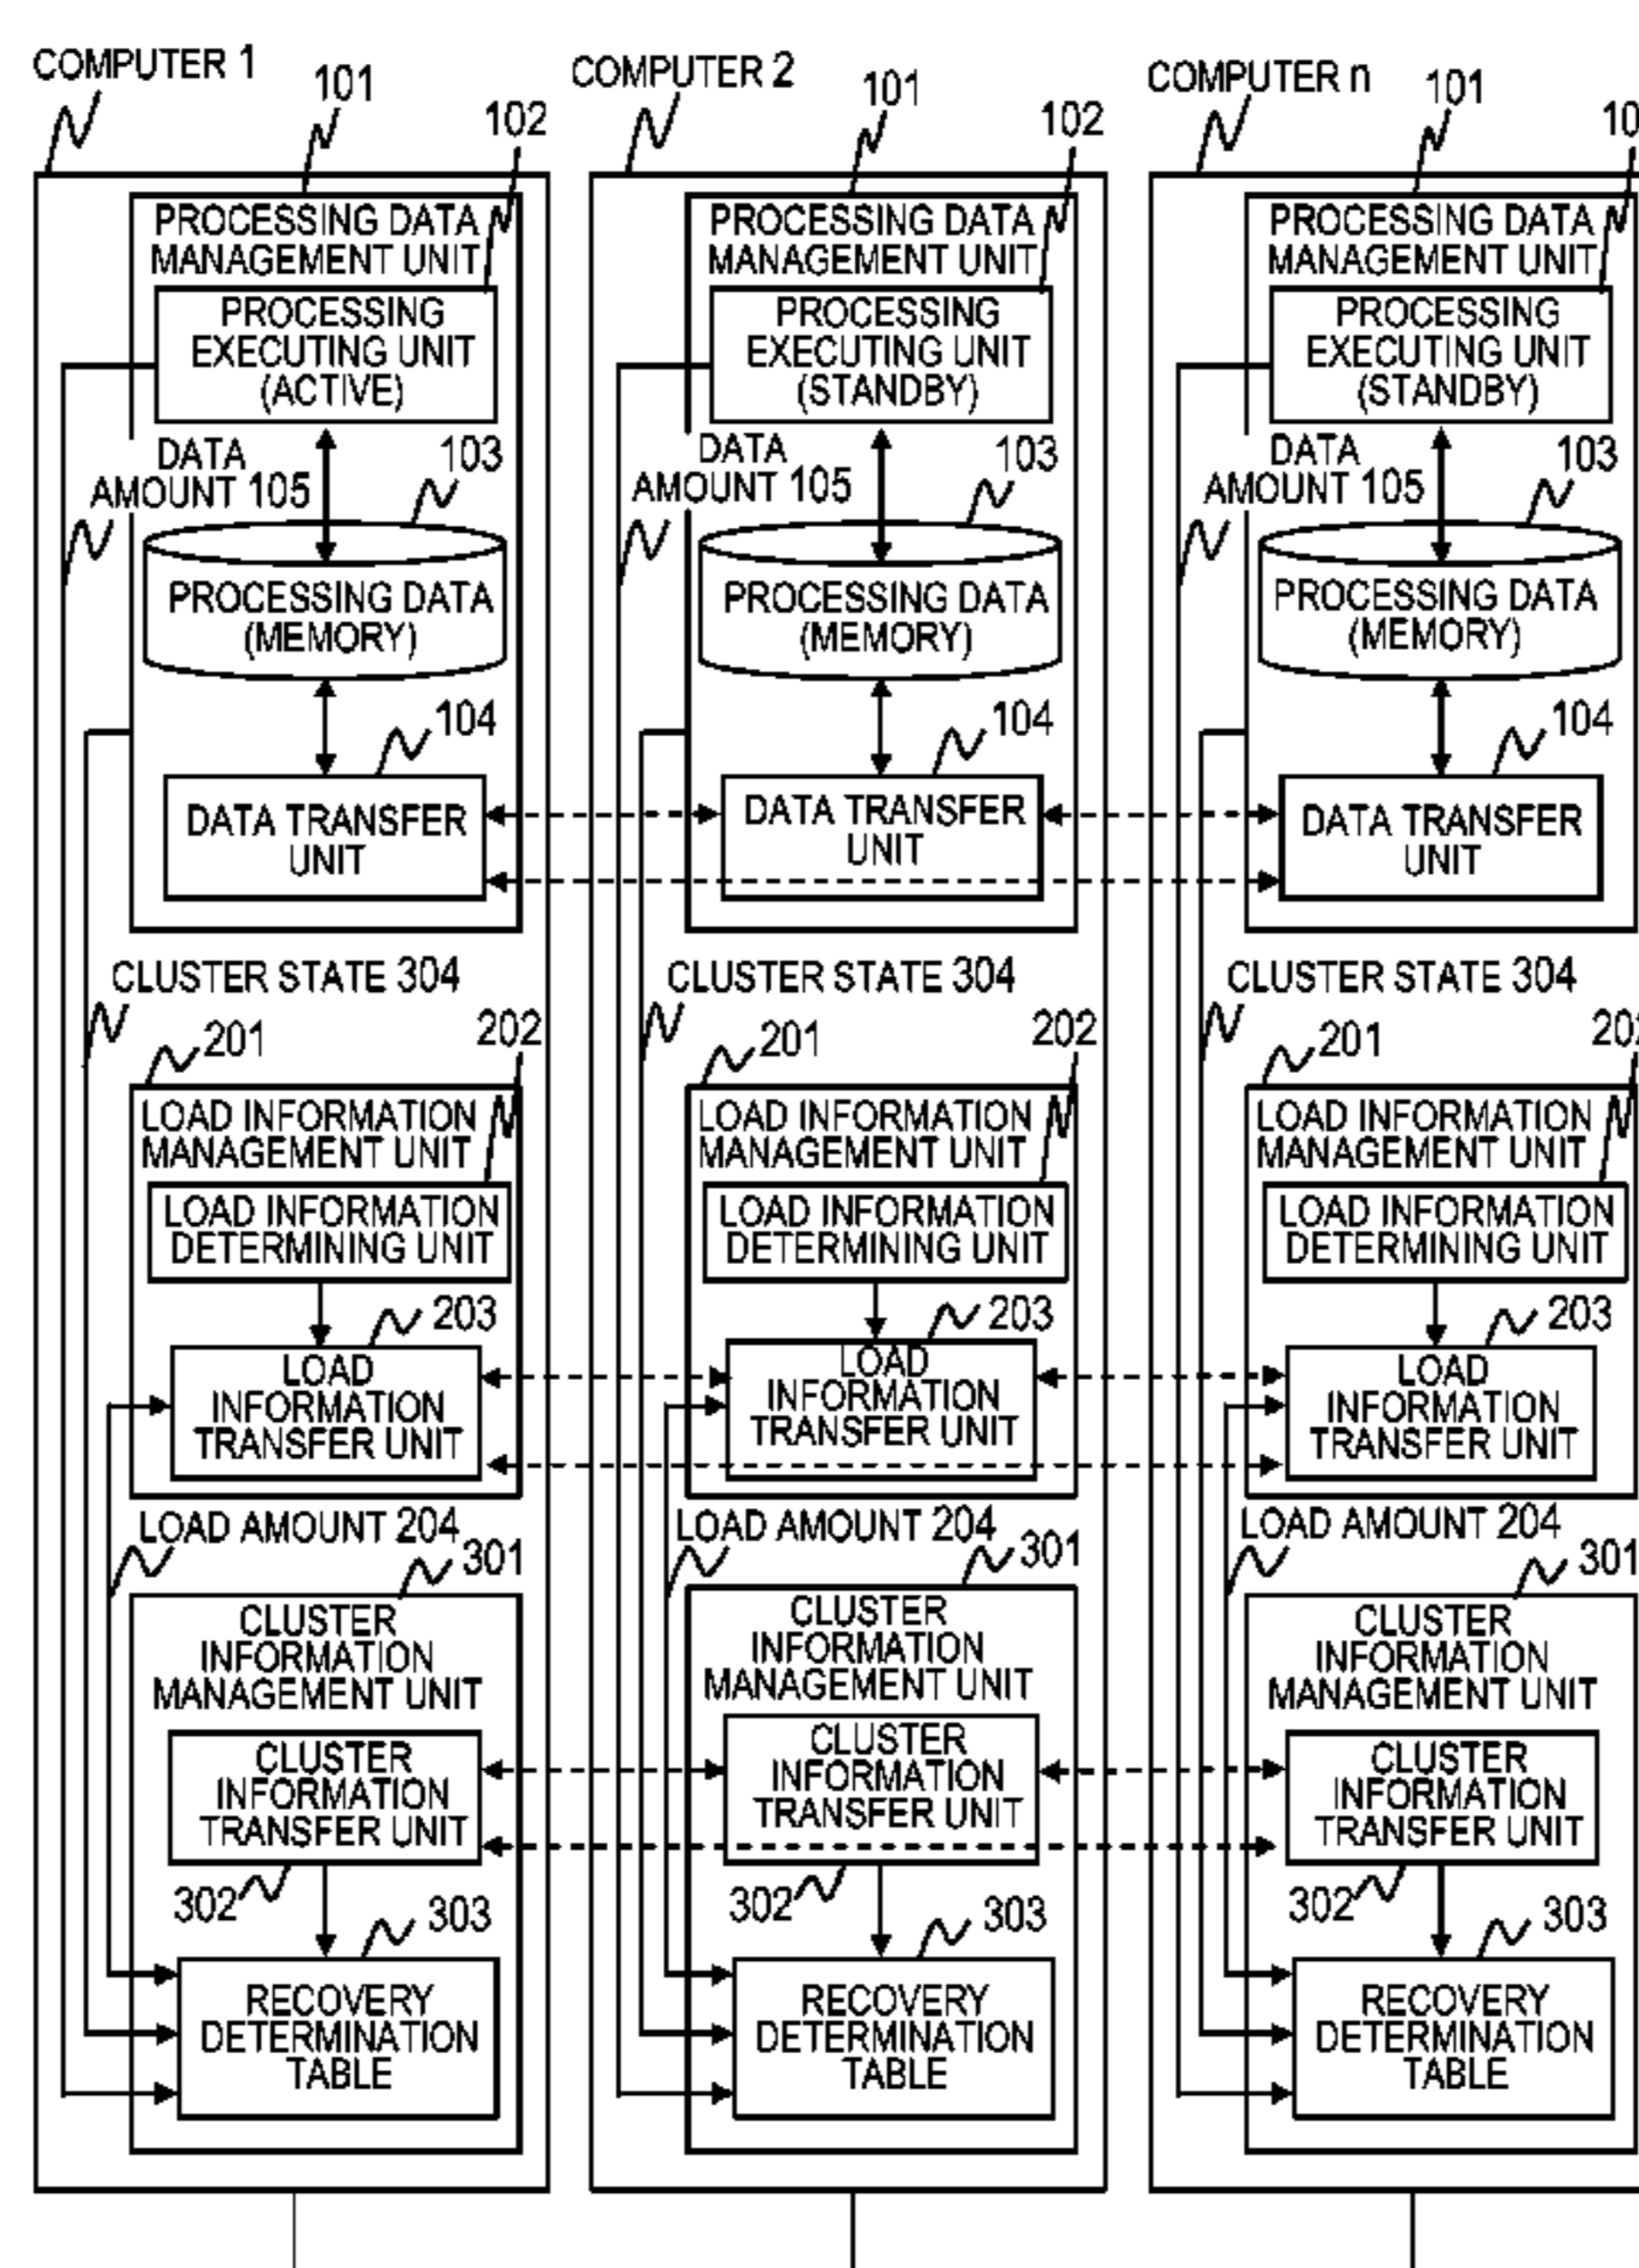 COMPUTER 1
101
102
PROCESSING DATA
MANAGEMENT UNIT
PROCESSING
EXECUTING UNIT
(ACTIVE)
DATA
AMOUNT 105
103
PROCESSING DATA
(MEMORY)
104
DATA TRANSFER
UNIT
CLUSTER STATE 304
201
202
LOAD INFORMATION
MANAGEMENT UNIT
LOAD INFORMATION
DETERMINING UNIT
203
LOAD
INFORMATION
TRANSFER UNIT
LOAD AMOUNT 204
301
CLUSTER
INFORMATION
MANAGEMENT UNIT
CLUSTER
INFORMATION
TRANSFER UNIT
302
303
RECOVERY
DETERMINATION
TABLE
COMPUTER 2
101
102
PROCESSING DATA
MANAGEMENT UNIT
PROCESSING
EXECUTING UNIT
(STANDBY)
DATA
AMOUNT 105
103
PROCESSING DATA
(MEMORY)
104
DATA TRANSFER
UNIT
CLUSTER STATE 304
201
202
LOAD INFORMATION
MANAGEMENT UNIT
LOAD INFORMATION
DETERMINING UNIT
203
LOAD
INFORMATION
TRANSFER UNIT
LOAD AMOUNT 204
301
CLUSTER
INFORMATION
MANAGEMENT UNIT
CLUSTER
INFORMATION
TRANSFER UNIT
302
303
RECOVERY
DETERMINATION
TABLE
COMPUTER n
101
PROCESSING DATA
MANAGEMENT UNIT
PROCESSING
EXECUTING UNIT
(STANDBY)
DATA
AMOUNT 105
103
PROCESSING DATA
(MEMORY)
104
DATA TRANSFER
UNIT
CLUSTER STATE 304
201
LOAD INFORMATION
MANAGEMENT UNIT
LOAD INFORMATION
DETERMINING UNIT
203
LOAD
INFORMATION
TRANSFER UNIT
LOAD AMOUNT 204
301
CLUSTER
INFORMATION
MANAGEMENT UNIT
CLUSTER
INFORMATION
TRANSFER UNIT
302
303
RECOVERY
DETERMINATION
TABLE